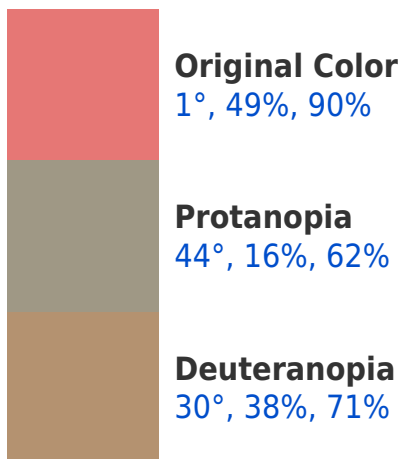 Original Color
1°, 49%, 90%
Protanopia
44°, 16%, 62%
Deuteranopia
30°, 38%, 71%